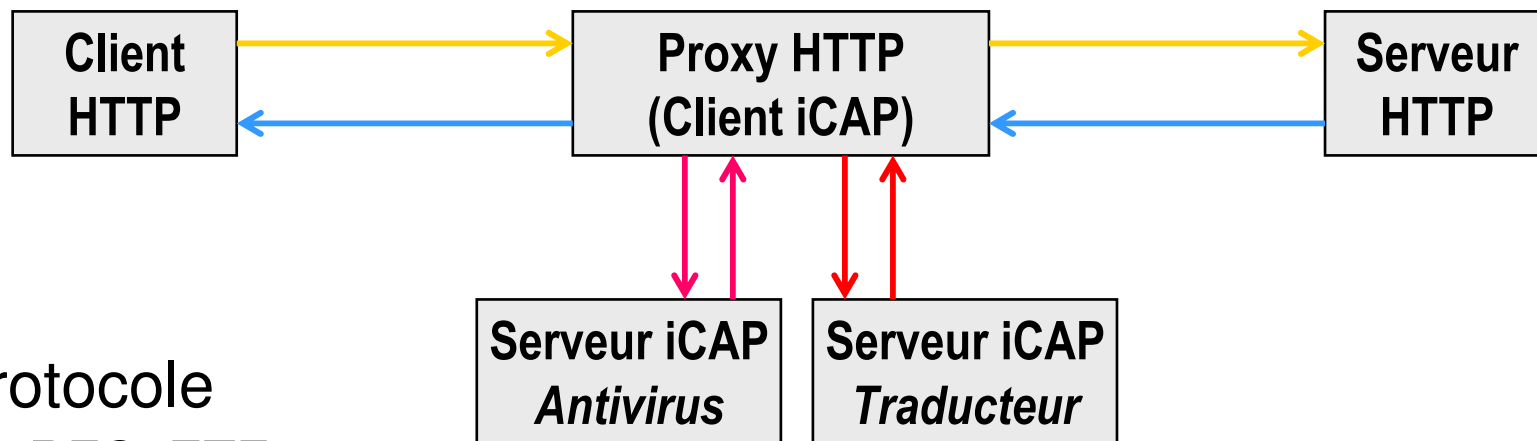 Client
HTTP
Proxy HTTP
(Client iCAP)
Serveur
HTTP
Serveur iCAP
Antivirus
Serveur iCAP
Traducteur
rotocole